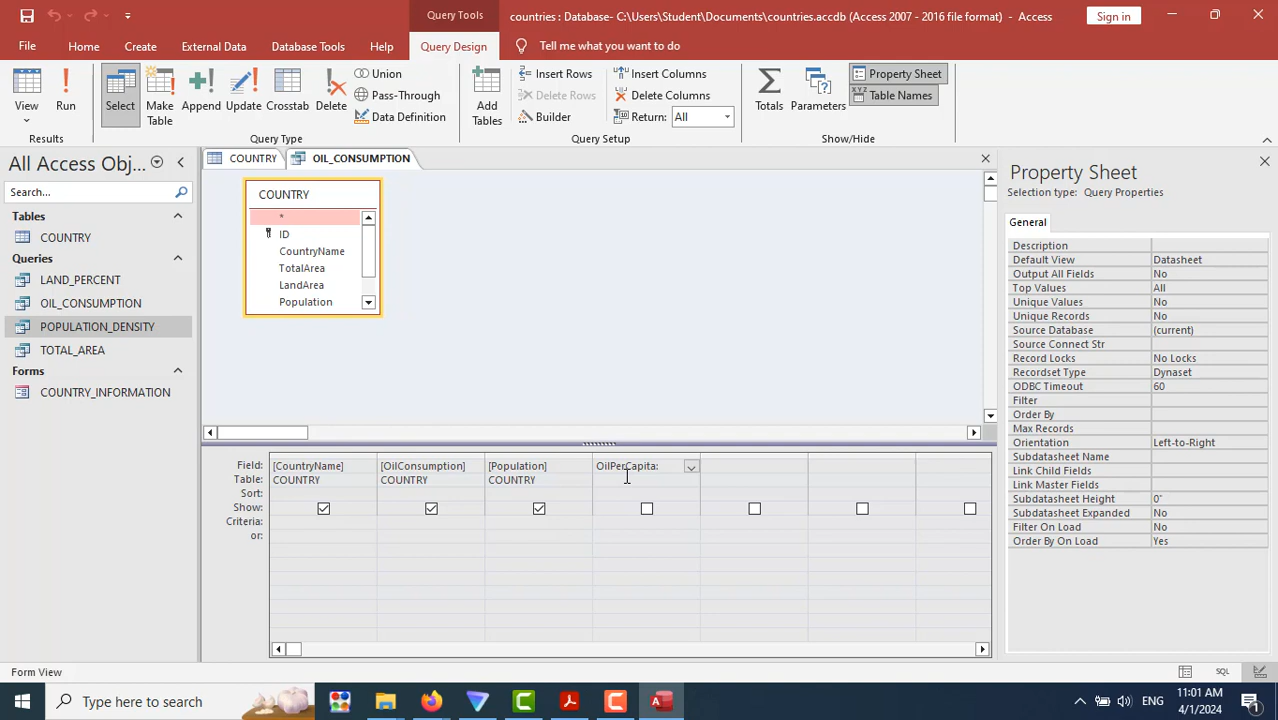 Query Tools
countries : Database- C:\Users\Student\Documents\countries.accdb (Access 2007 - 2016 file format) - Access
Sign in
File
Home
Create
External Data
Database Tools
Help
Query Design
Tell me what you want to do
View
Run
Select
Make Table
Append
Update
Crosstab
Delete
Union
Pass-Through
Data Definition
Add Tables
Insert Rows
Delete Rows
Builder
Insert Columns
Delete Columns
Return: All
Totals
Parameters
Property Sheet
XYZ Table Names
Results
Query Type
Query Setup
Show/Hide
All Access Obj...
Search...
Tables
COUNTRY
Queries
LAND_PERCENT
OIL_CONSUMPTION
POPULATION_DENSITY
TOTAL_AREA
Forms
COUNTRY_INFORMATION
COUNTRY
OIL_CONSUMPTION
COUNTRY
*
ID
CountryName
TotalArea
LandArea
Population
Field: [CountryName] [OilConsumption] [Population] OilPerCapita:
Table: COUNTRY COUNTRY COUNTRY
Sort:
Show:
Criteria:
or:
Property Sheet
Selection type: Query Properties
General
Description
Default View Datasheet
Output All Fields No
Top Values All
Unique Values No
Unique Records No
Source Database (current)
Source Connect Str
Record Locks No Locks
Recordset Type Dynaset
ODBC Timeout 60
Filter
Order By
Max Records
Orientation Left-to-Right
Subdatasheet Name
Link Child Fields
Link Master Fields
Subdatasheet Height 0"
Subdatasheet Expanded No
Filter On Load No
Order By On Load Yes
Form View
SQL
Type here to search
ENG
11:01 AM
4/1/2024
1